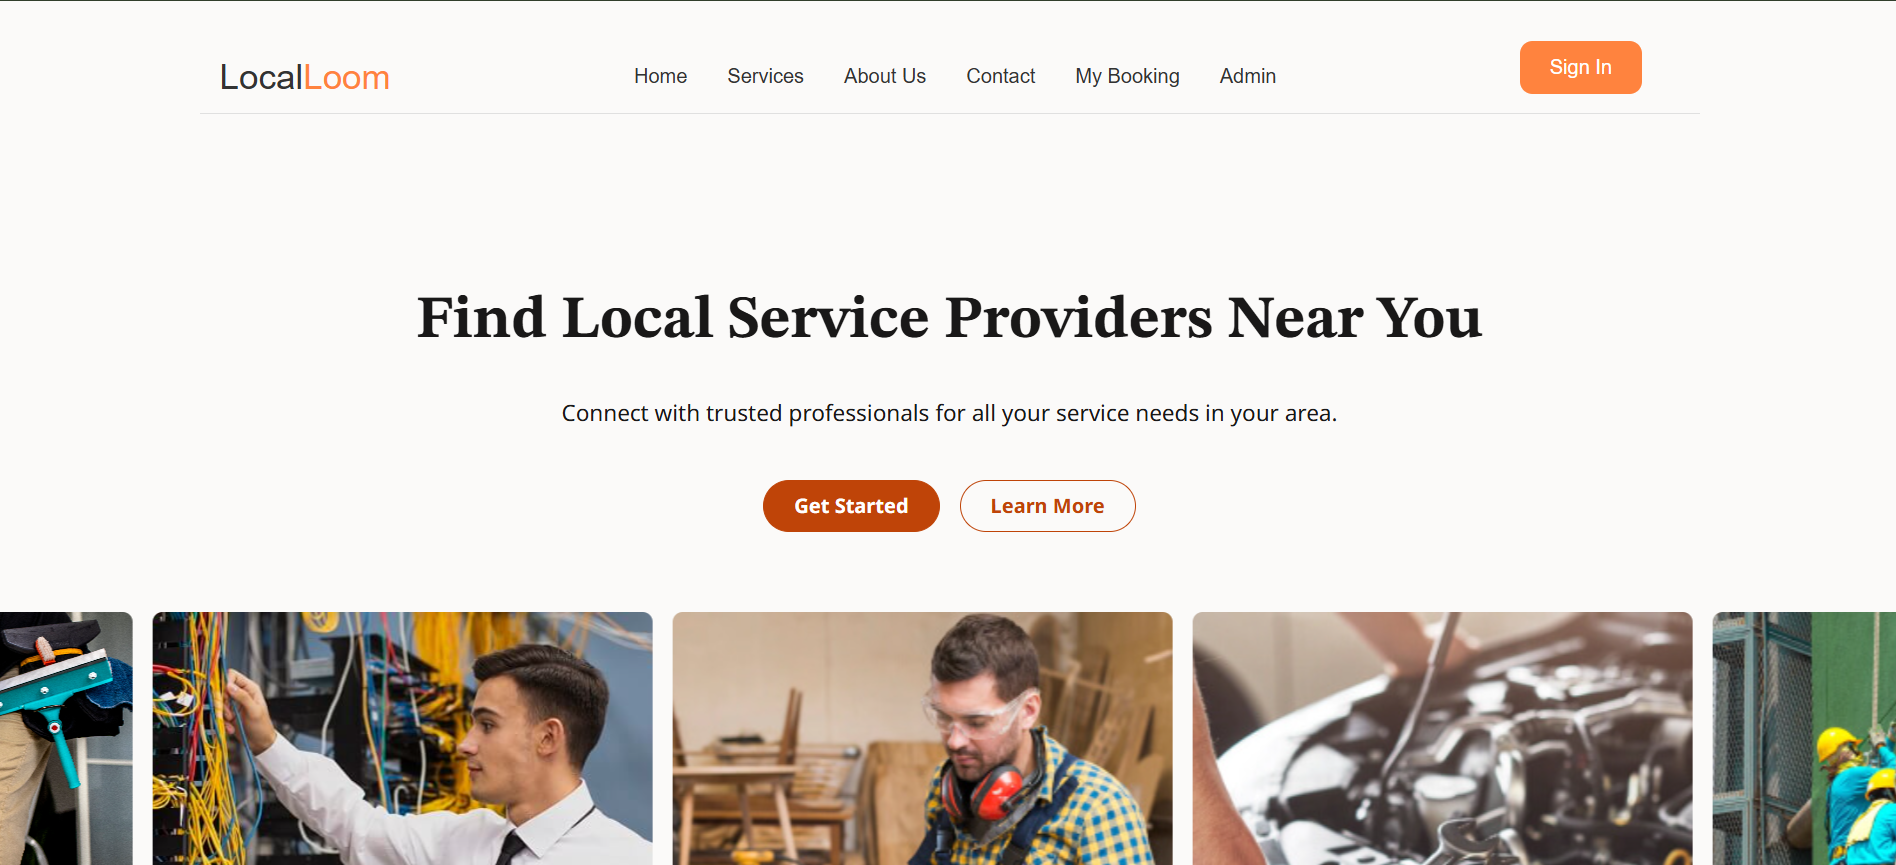 LocalLoom
Home Services About Us Contact My Booking Admin
Sign In
Find Local Service Providers Near You
Connect with trusted professionals for all your service needs in your area.
Get Started Learn More